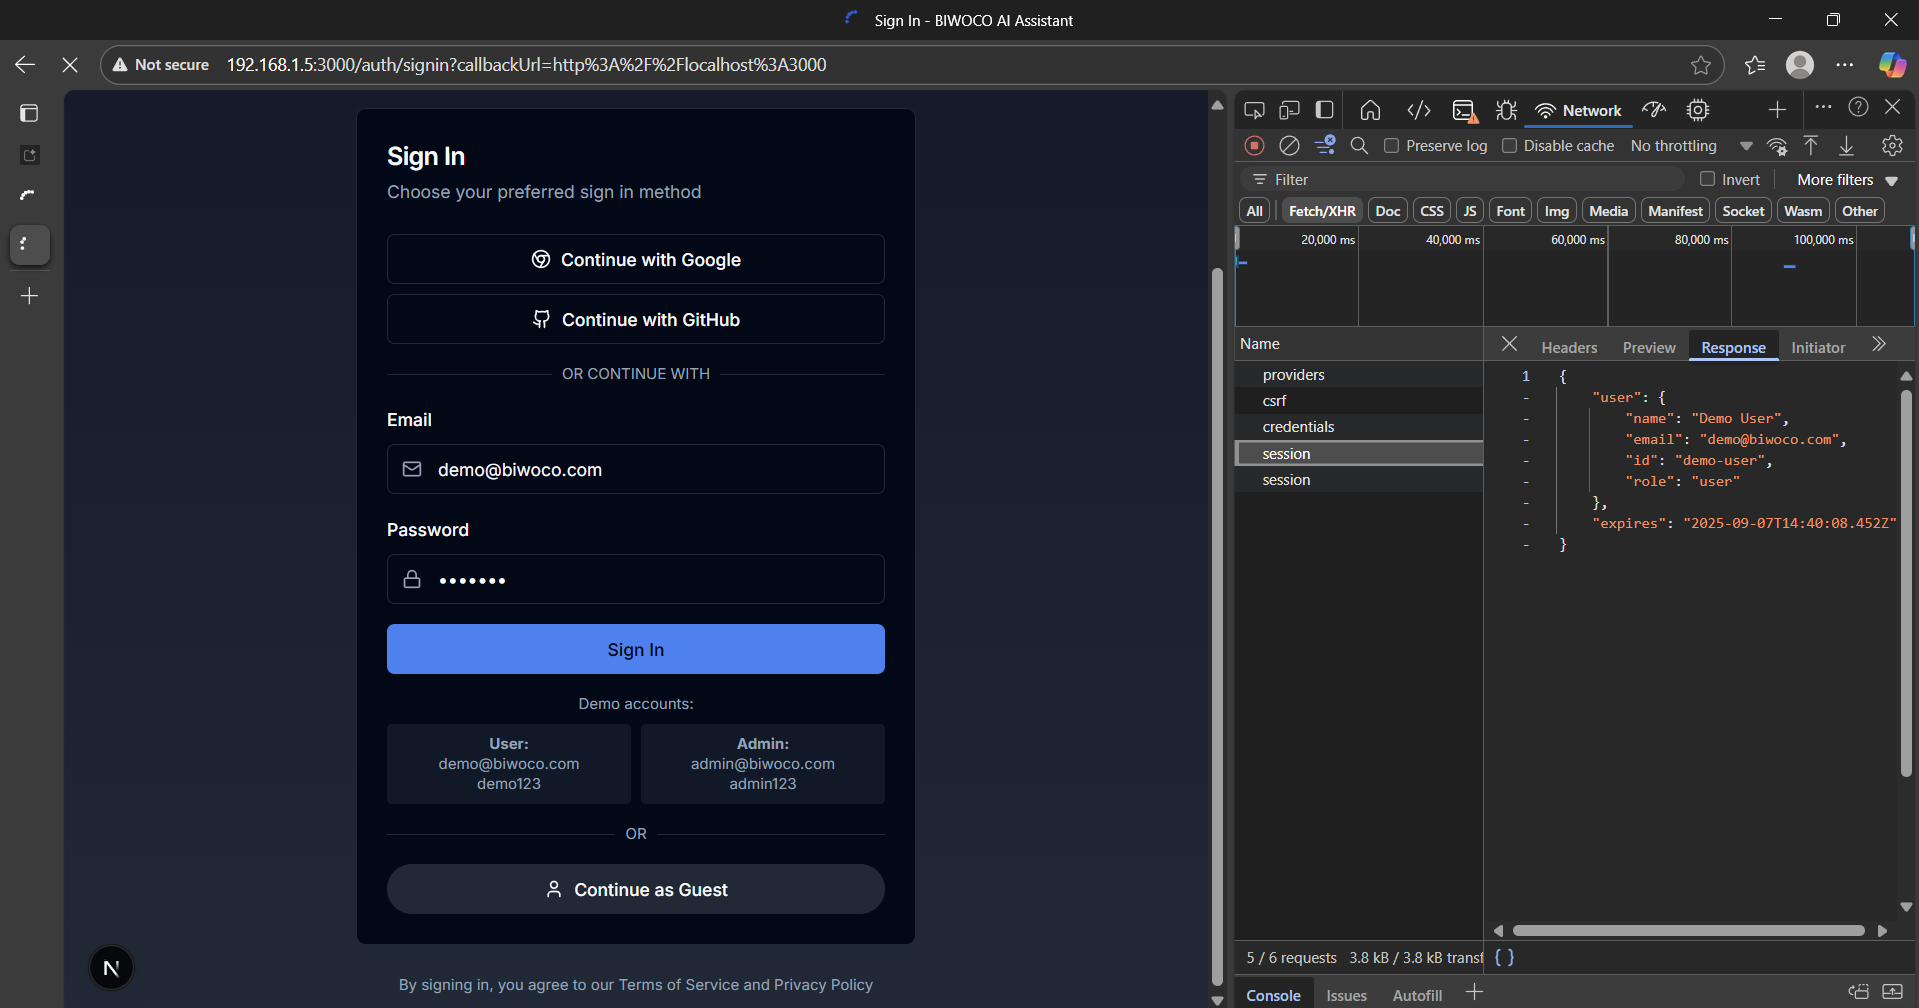 Sign In - BIWOCO AI Assistant
Not secure 192.168.1.5:3000/auth/signin?callbackUrl=http%3A%2F%2Flocalhost%3A3000
Sign In
Choose your preferred sign in method
Continue with Google
Continue with GitHub
OR CONTINUE WITH
Email
demo@biwoco.com
Password
•••••••
Sign In
Demo accounts:
User:
demo@biwoco.com
demo123
Admin:
admin@biwoco.com
admin123
OR
Continue as Guest
By signing in, you agree to our Terms of Service and Privacy Policy
N
Network
Preserve log Disable cache No throttling
Filter Invert More filters
All Fetch/XHR Doc CSS JS Font Img Media Manifest Socket Wasm Other
20,000 ms 40,000 ms 60,000 ms 80,000 ms 100,000 ms
Name
providers
csrf
credentials
session
session
Headers Preview Response Initiator
1 {
- "user": {
- "name": "Demo User",
- "email": "demo@biwoco.com",
- "id": "demo-user",
- "role": "user"
- },
- "expires": "2025-09-07T14:40:08.452Z"
- }
5 / 6 requests 3.8 kB / 3.8 kB transf { }
Console Issues Autofill